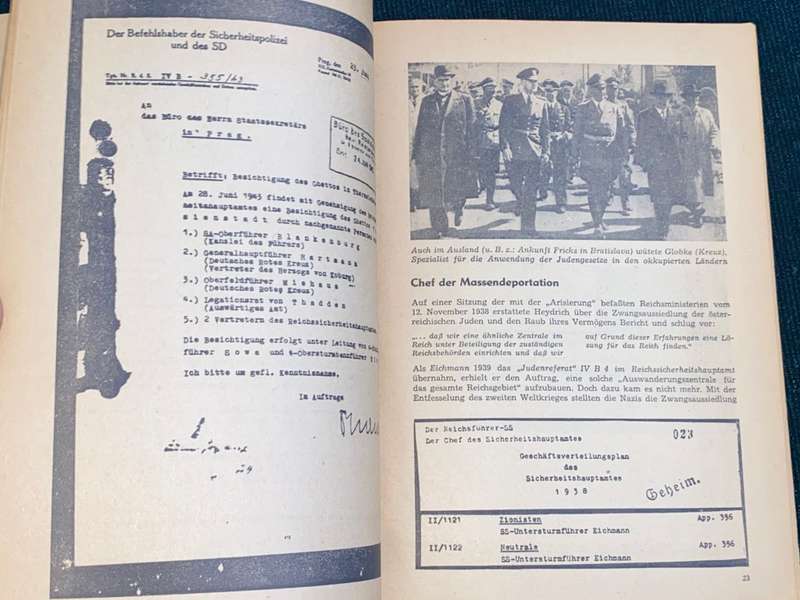 Der Befehlshaber der Sicherheitspolizei
und des SD
Prag, den
IV B - 355/43
An
das Büro des Herrn Staatssekretärs
in Prag.
Betrifft: Besichtigung des Ghettos in
Am 28. Juni 1943 findet mit Genehmigung des
eine Besichtigung des Ghettos
sienstadt durch nachgenannte
1.) SA-Oberführer Blankenburg
(Kanzlei des Führers)
2.) Generalhauptführer Hartmann
(Deutsches Rotes Kreuz)
(Vertreter des Herzogs von Koburg)
3.) Oberfeldführer Niehaus
(Deutsches Rotes Kreuz)
4.) Legationsrat von Thadden
(Auswärtiges Amt)
5.) 2 Vertretern des Reichssicherheitshauptamtes
Die Besichtigung erfolgt unter Leitung von
führer Gowa und
Ich bitte um gefl. Kenntnisnahme.
Im Auftrage
Auch im Ausland (u. B. z.: Ankunft Fricks in Bratislava) wütete Globke (Kreuz),
Spezialist für die Anwendung der Judengesetze in den okkupierten Ländern
Chef der Massendeportation
Auf einer Sitzung der mit der „Arisierung" befaßten Reichsministerien vom
12. November 1938 erstattete Heydrich über die Zwangsaussiedlung der öster-
reichischen Juden und den Raub ihres Vermögens Bericht und schlug vor:
„... daß wir eine ähnliche Zentrale im
Reich unter Beteiligung der zuständigen
Reichsbehörden einrichten und daß wir
auf Grund dieser Erfahrungen eine Lö-
sung für das Reich finden."
Als Eichmann 1939 das „Judenreferat" IV B 4 im Reichssicherheitshauptamt
übernahm, erhielt er den Auftrag, eine solche „Auswanderungszentrale für
das gesamte Reichsgebiet" aufzubauen. Doch dazu kam es nicht mehr. Mit der
Entfesselung des zweiten Weltkrieges stellten die Nazis die Zwangsaussiedlung
Der Reichsführer-SS
Der Chef des Sicherheitshauptamtes
023
Geschäftsverteilungsplan
des
Sicherheitshauptamtes
1938
Geheim.
II/1121 Zionisten App. 396
SS-Untersturmführer Eichmann
II/1122 Neutrale App. 396
SS-Untersturmführer Eichmann
23